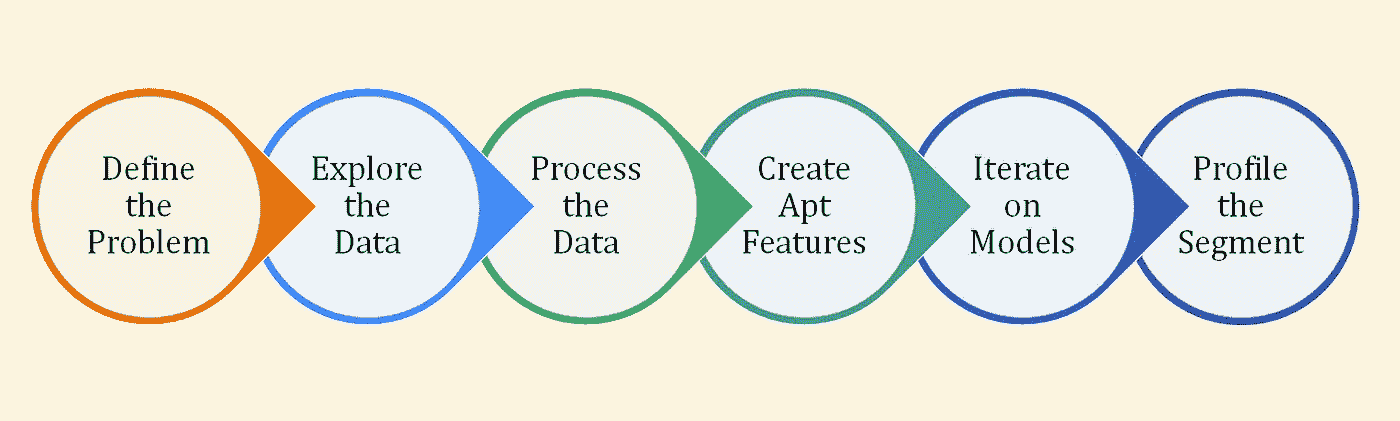 Define
the
Problem
Explore
the
Data
Process
the
Data
Create
Apt
Features
Iterate
on
Models
Profile
the
Segment